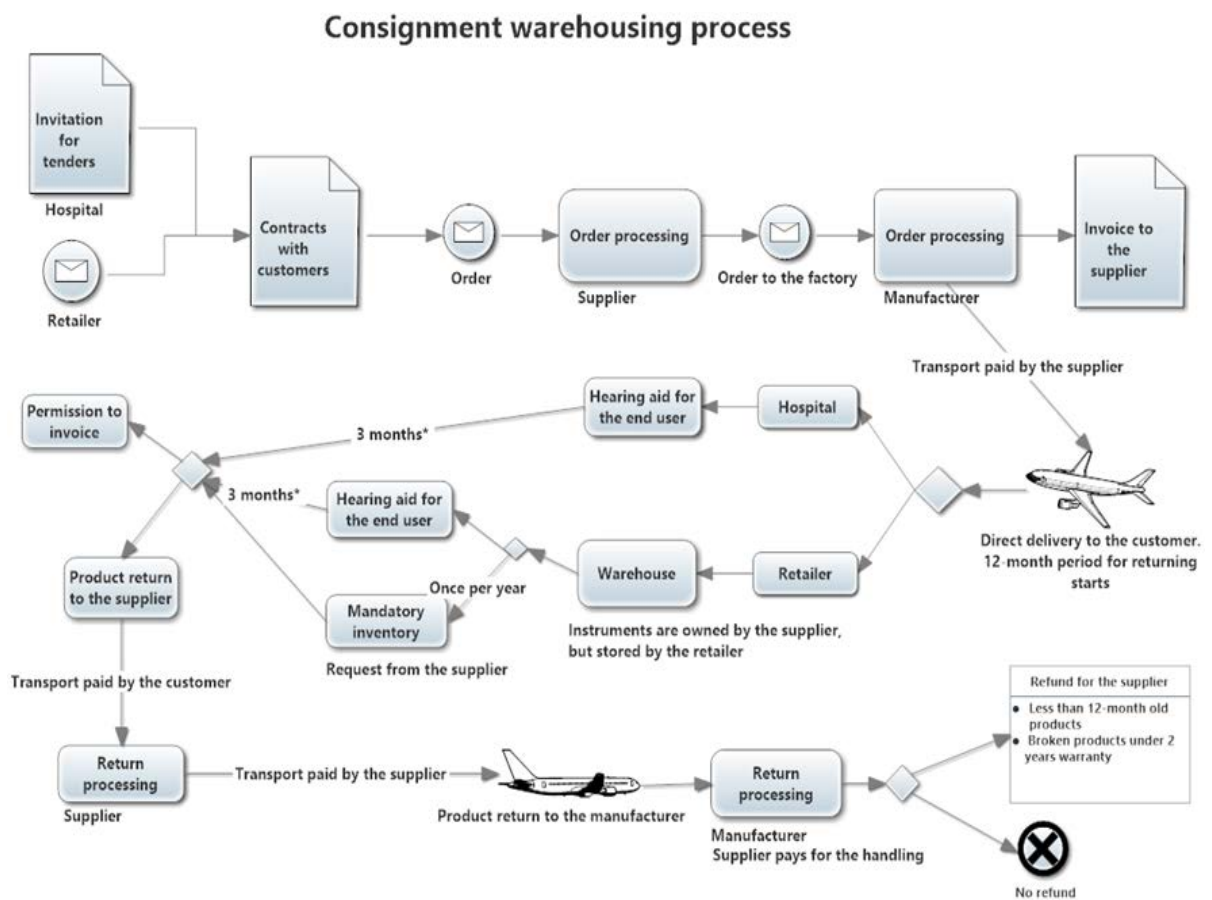 Consignment warehousing process
Invitation
for
tenders
Hospital
Retailer
Contracts
with
customers
Order
Order processing
Supplier
Order to the factory
Order processing
Manufacturer
Invoice to
the
supplier
Transport paid by the supplier
Permission to
invoice
3 months*
Hearing aid for
the end user
Hospital
3 months*
Hearing aid for
the end user
Direct delivery to the customer.
12-month period for returning
starts
Product return
to the supplier
Once per year
Warehouse
Retailer
Mandatory
inventory
Request from the supplier
Instruments are owned by the supplier,
but stored by the retailer
Transport paid by the customer
Return
processing
Supplier
Transport paid by the supplier
Product return to the manufacturer
Return
processing
Manufacturer
Supplier pays for the handling
Refund for the supplier
• Less than 12-month old
products
• Broken products under 2
years warranty
No refund